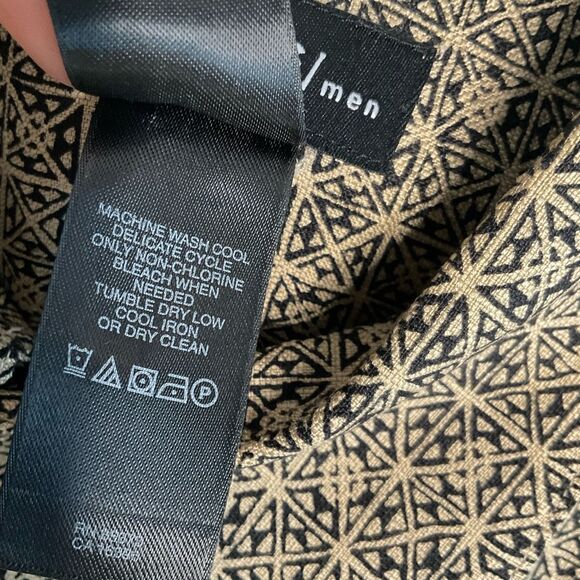 /men
MACHINE WASH COOL
DELICATE CYCLE
ONLY NON-CHLORINE
BLEACH WHEN
NEEDED
TUMBLE DRY LOW
COOL IRON
OR DRY CLEAN
P